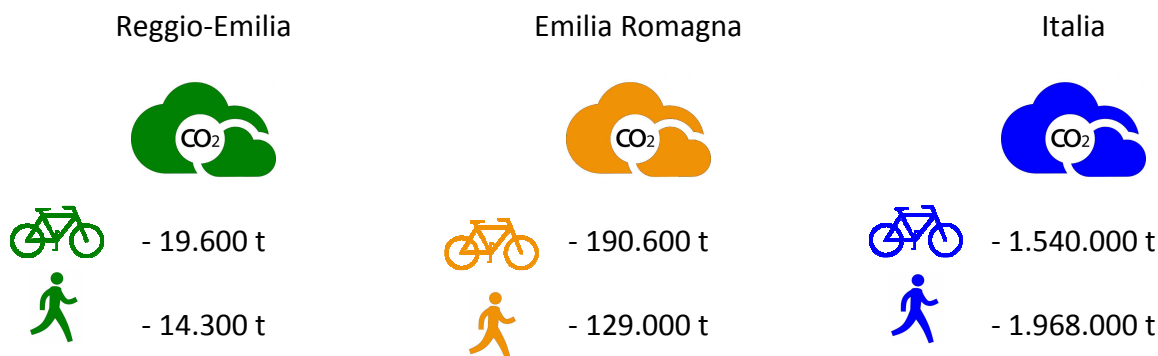 Reggio-Emilia
Emilia Romagna
Italia
CO2
CO2
CO2
- 19.600 t
- 190.600 t
- 1.540.000 t
- 14.300 t
- 129.000 t
- 1.968.000 t